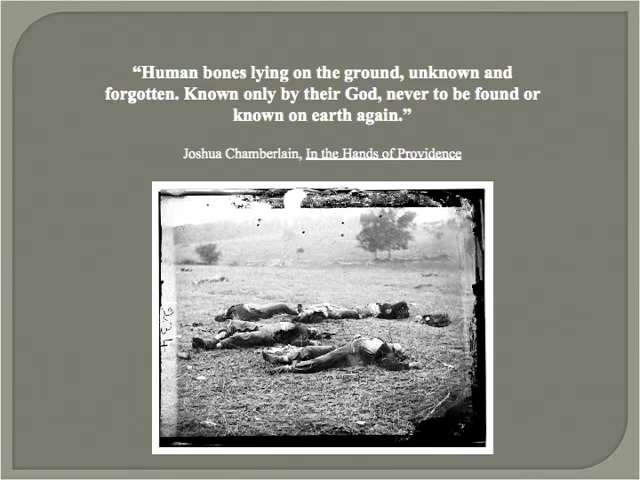 “Human bones lying on the ground, unknown and
forgotten. Known only by their God, never to be found or
known on earth again.”
Joshua Chamberlain, In the Hands of Providence